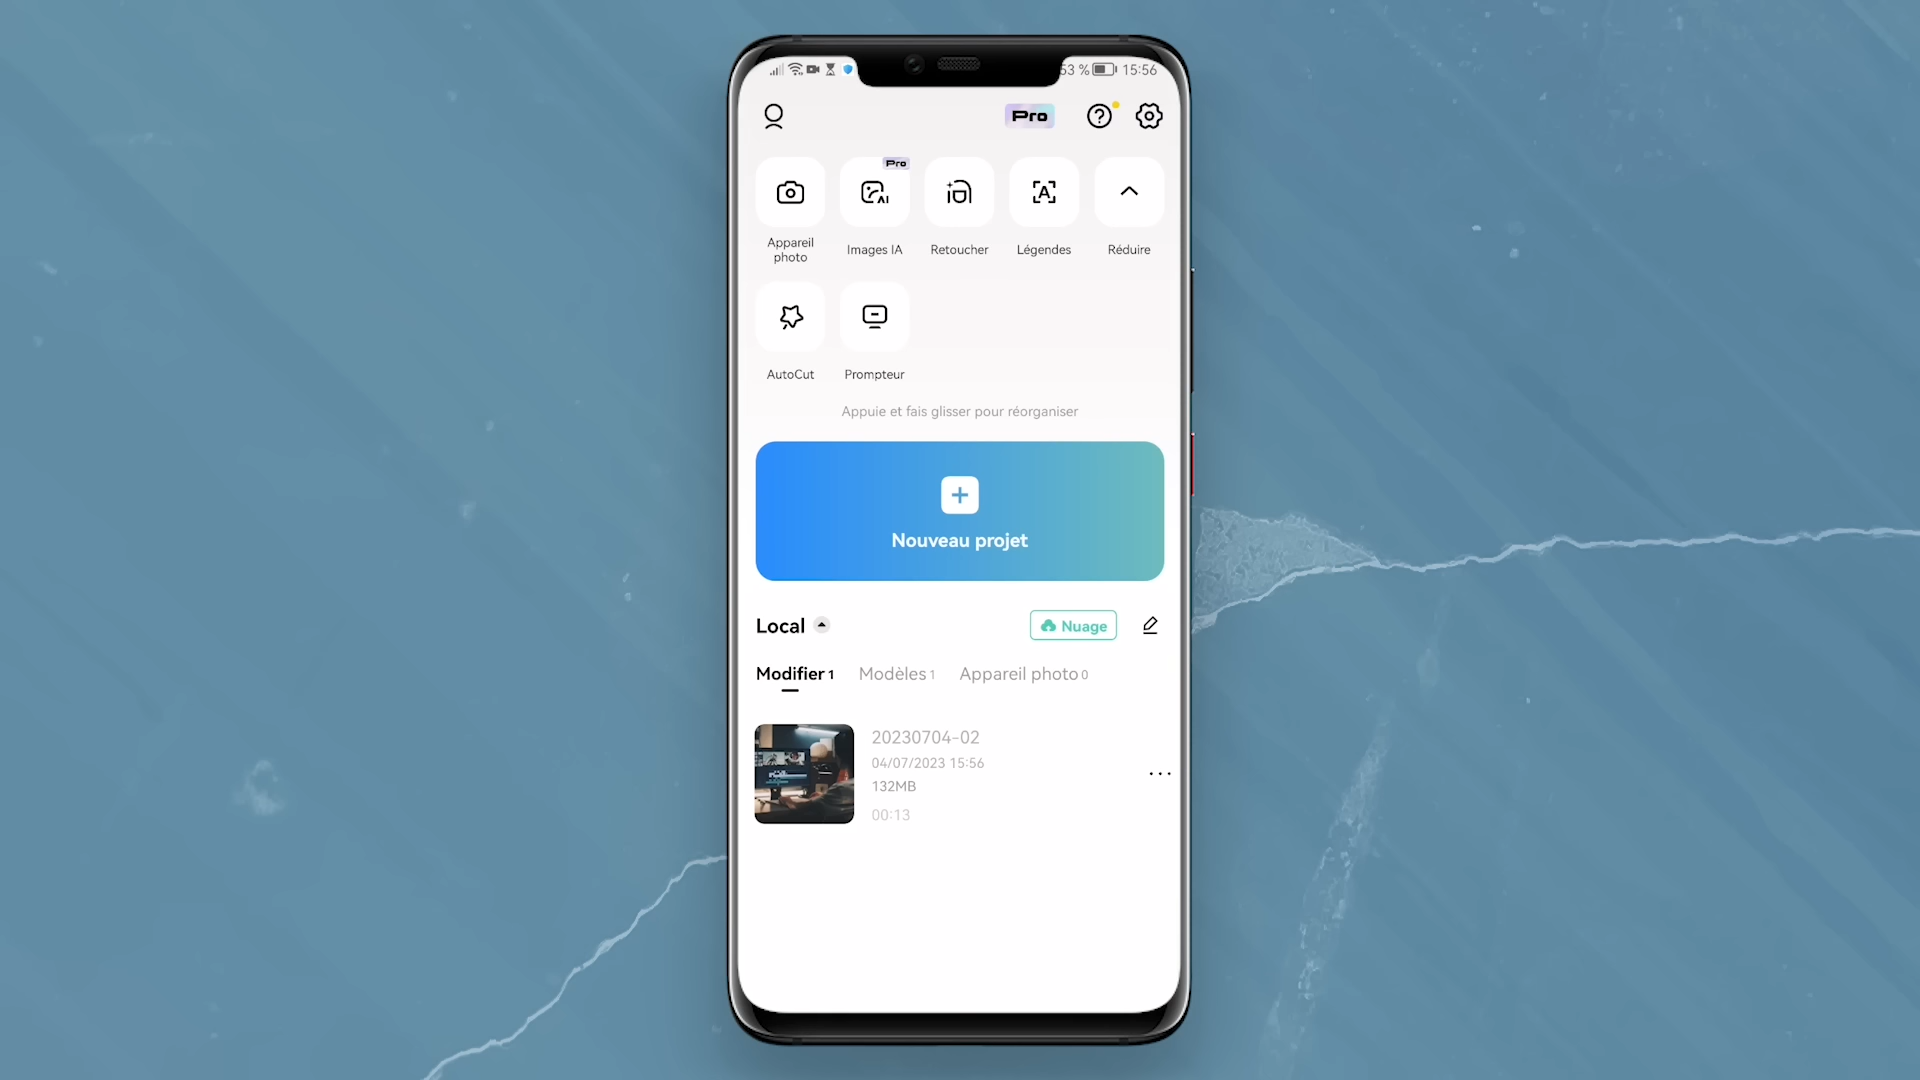 53 % 15:56
Pro
Pro
AI
A
Appareil
photo
Images IA
Retoucher
Légendes
Réduire
AutoCut
Prompteur
Appuie et fais glisser pour réorganiser
Nouveau projet
Local
Nuage
Modifier 1
Modèles 1
Appareil photo 0
20230704-02
04/07/2023 15:56
132MB
00:13